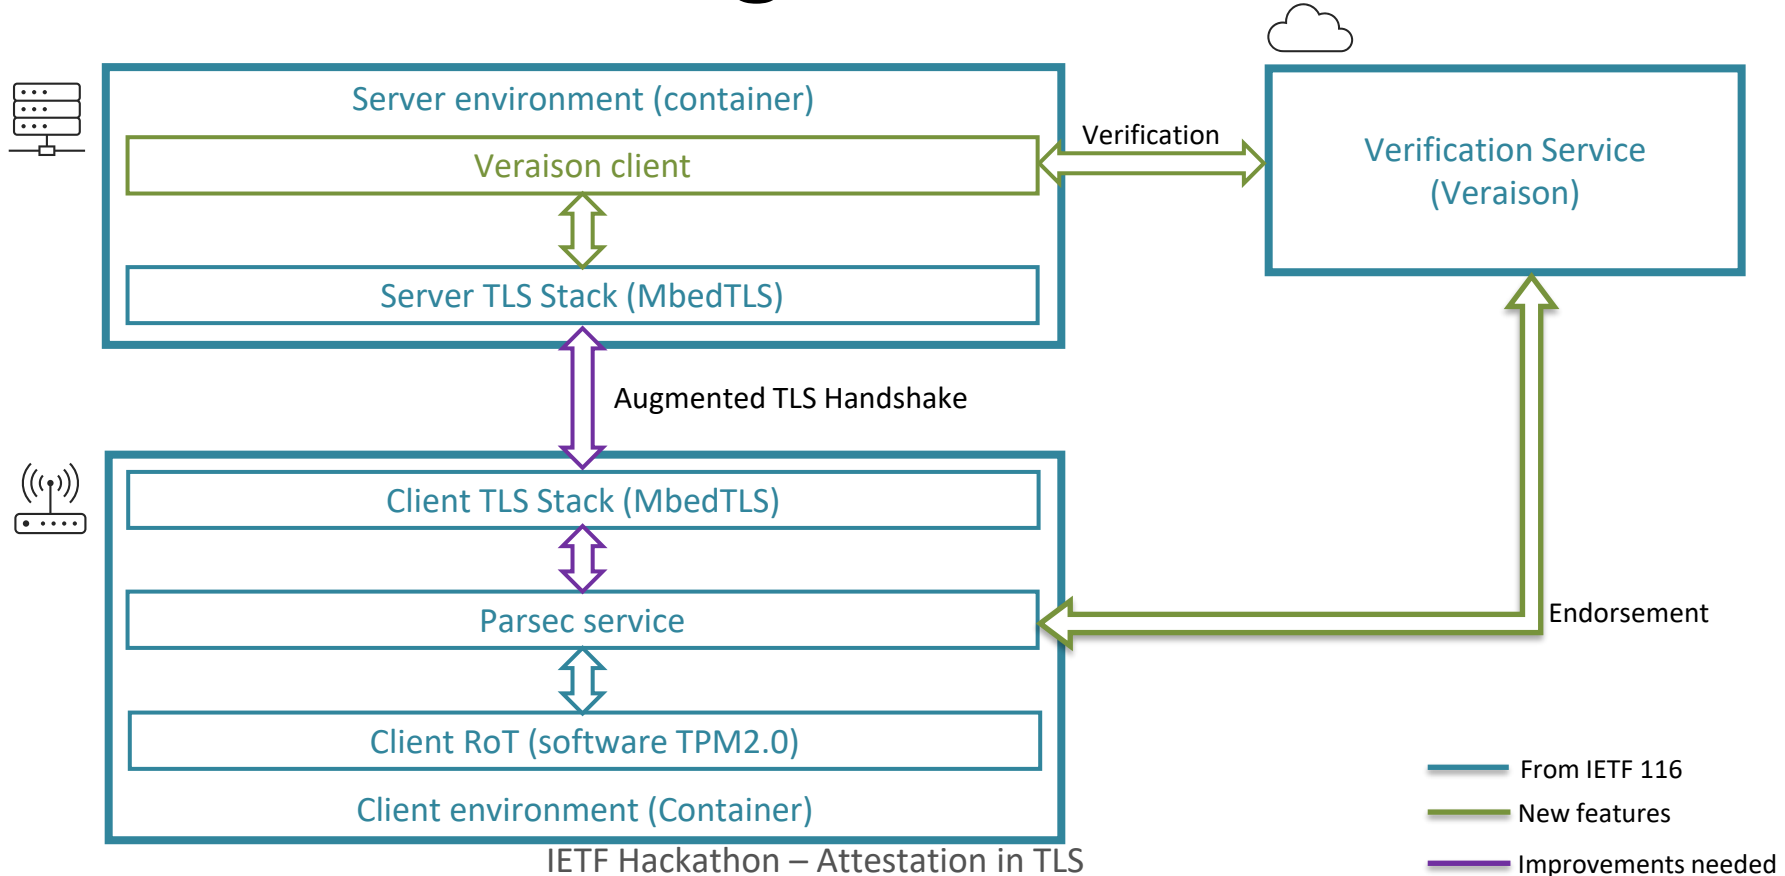 Server environment (container)
Veraison client
Server TLS Stack (MbedTLS)
Verification
Verification Service
(Veraison)
Augmented TLS Handshake
Client TLS Stack (MbedTLS)
Parsec service
Client RoT (software TPM2.0)
Client environment (Container)
Endorsement
From IETF 116
New features
Improvements needed
IETF Hackathon – Attestation in TLS